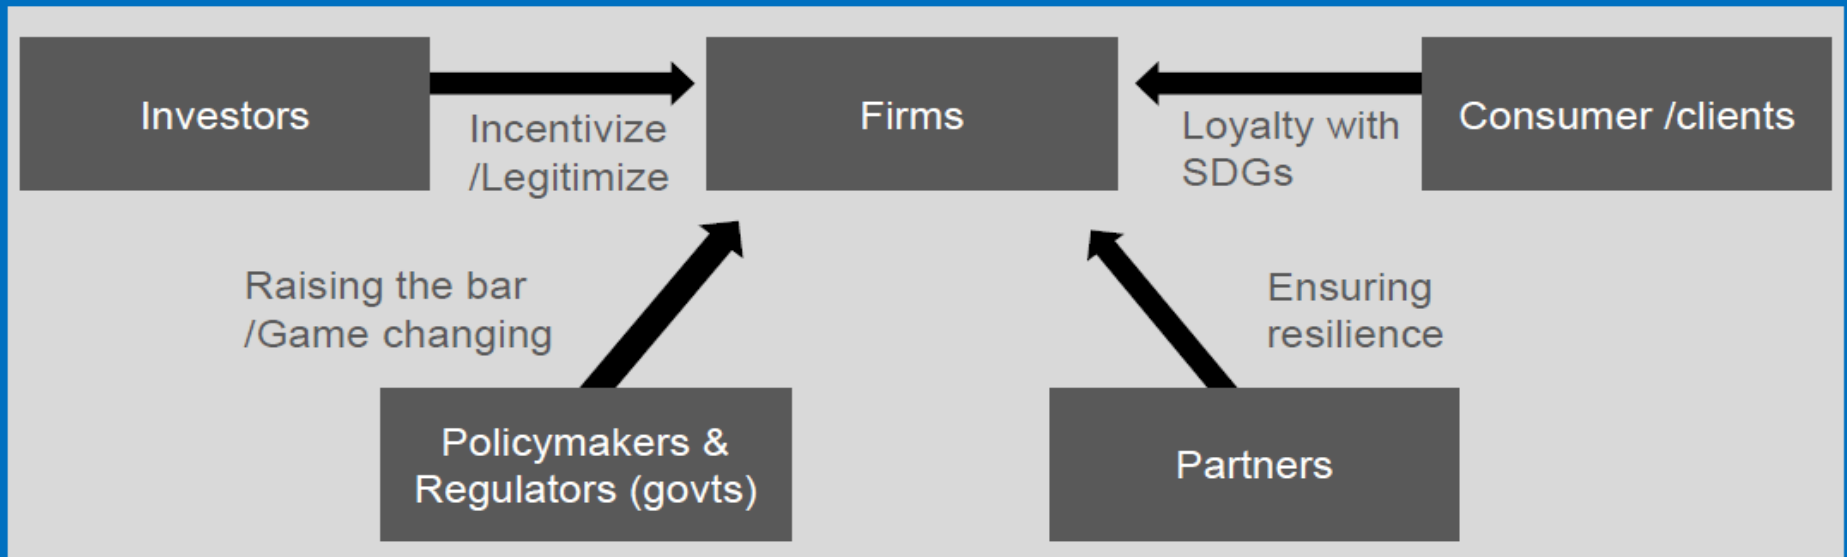 Investors
Incentivize
/Legitimize
Firms
Loyalty with
SDGs
Consumer /clients
Raising the bar
/Game changing
Ensuring
resilience
Policymakers &
Regulators (govts)
Partners